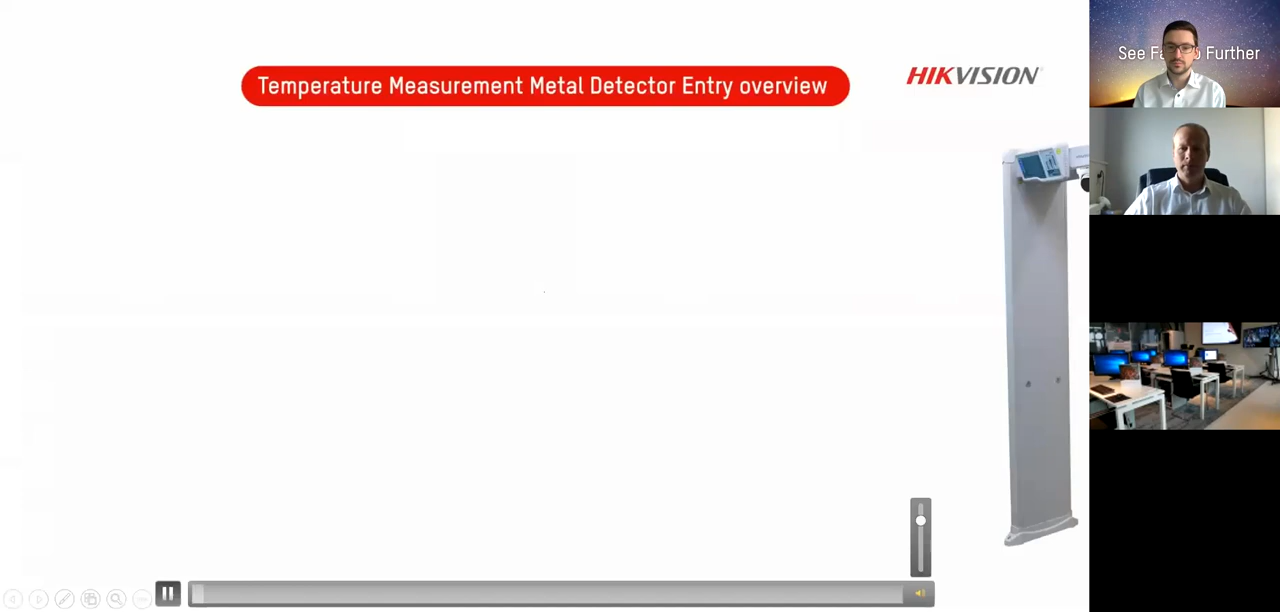 Temperature Measurement Metal Detector Entry overview
HIKVISION
See Fa Further